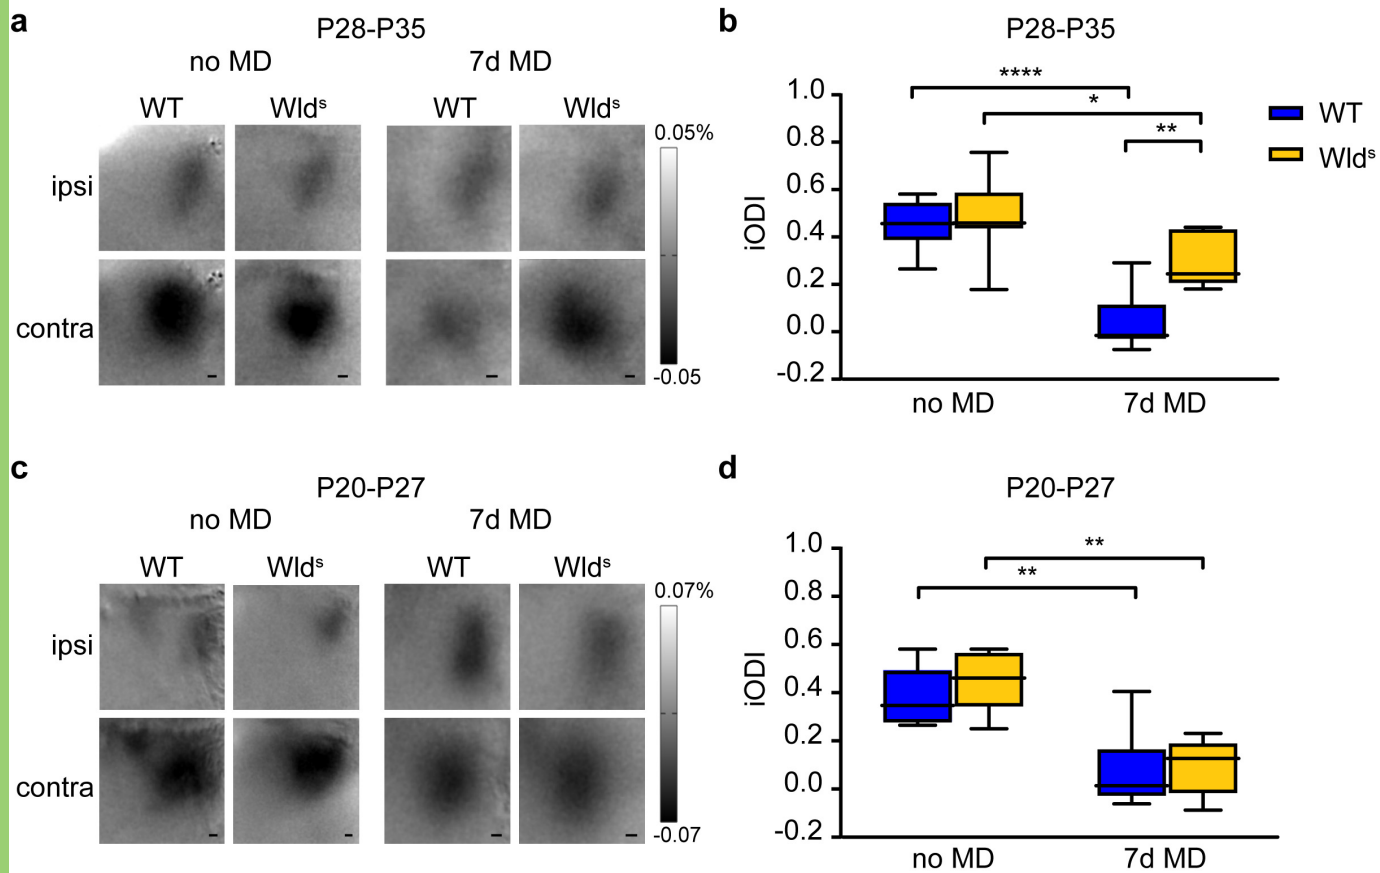 a
P28-P35
no MD 7d MD
WT Wldˢ WT Wldˢ
ipsi
contra
0.05%
-0.05
b
P28-P35
1.0
0.8
0.6
0.4
0.2
0.0
-0.2
iODI
****
*
**
WT
Wldˢ
no MD 7d MD
c
P20-P27
no MD 7d MD
WT Wldˢ WT Wldˢ
ipsi
contra
0.07%
-0.07
d
P20-P27
1.0
0.8
0.6
0.4
0.2
0.0
-0.2
iODI
**
**
no MD 7d MD